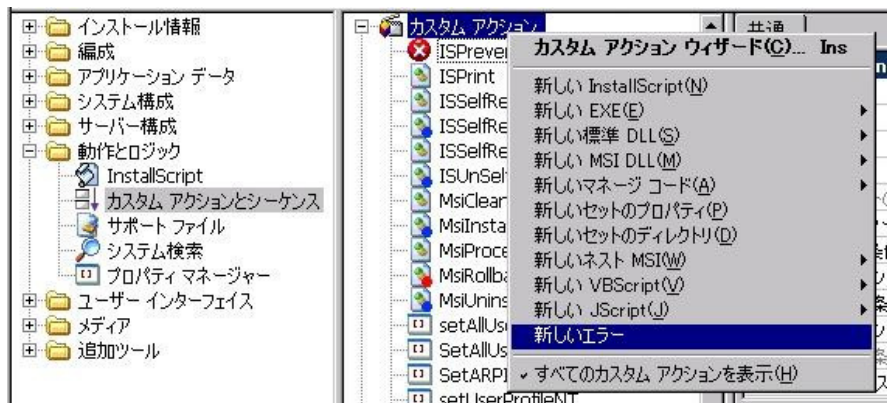 インストール情報
編成
アプリケーション データ
システム構成
サーバー構成
動作とロジック
InstallScript
カスタム アクションとシーケンス
サポート ファイル
システム検索
プロパティ マネージャー
ユーザー インターフェイス
メディア
追加ツール
カスタム アクション
ISPrever
ISPrint
ISSelfRe
ISSelfRe
ISSelfRe
ISUnSel
MsiClear
MsiInsta
MsiProce
MsiRollba
MsiUnins
setAllUs
SetAllUs
SetARPI
setUserProfileNT
共通
カスタム アクション ウィザード(C)... Ins
新しい InstallScript(N)
新しい EXE(E)
新しい標準 DLL(S)
新しい MSI DLL(M)
新しいマネージ コード(A)
新しいセットのプロパティ(P)
新しいセットのディレクトリ(D)
新しいネスト MSI(W)
新しい VBScript(V)
新しい JScript(J)
新しいエラー
すべてのカスタム アクションを表示(H)